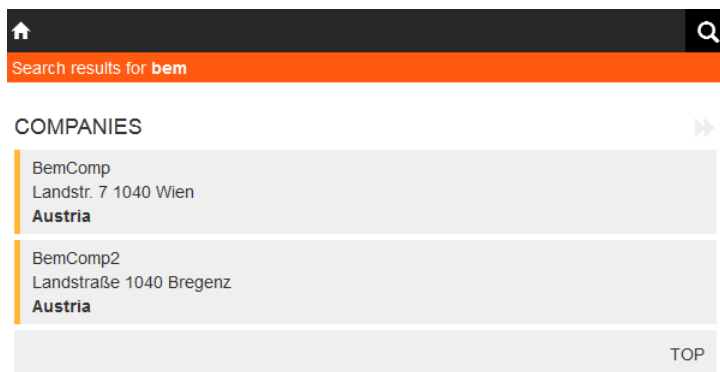 Search results for bem
COMPANIES
BemComp
Landstr. 7 1040 Wien
Austria
BemComp2
Landstraße 1040 Bregenz
Austria
TOP